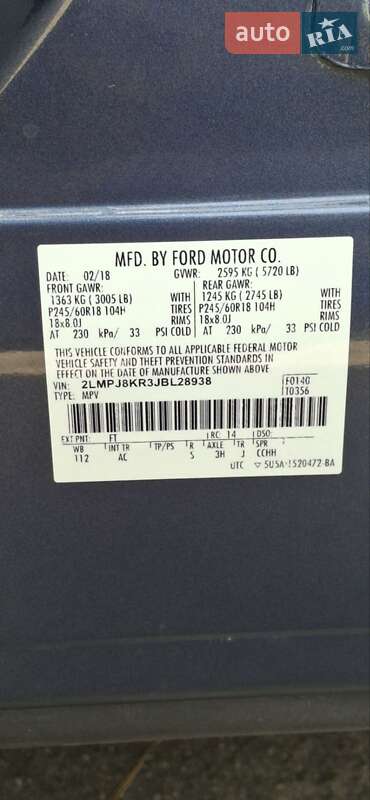 auto RIA .com
MFD. BY FORD MOTOR CO.
DATE: 02/18 GVWR: 2595 KG ( 5720 LB)
FRONT GAWR: REAR GAWR:
1363 KG ( 3005 LB) WITH 1245 KG ( 2745 LB) WITH
P245/60R18 104H TIRES P245/60R18 104H TIRES
18x8.0J RIMS 18x8.0J RIMS
AT 230 kPa/ 33 PSI COLD AT 230 kPa/ 33 PSI COLD
THIS VEHICLE CONFORMS TO ALL APPLICABLE FEDERAL MOTOR
VEHICLE SAFETY AND THEFT PREVENTION STANDARDS IN EFFECT
ON THE DATE OF MANUFACTURE SHOWN ABOVE.
VIN: 2LMPJ8KR3JBL28938 F0140
TYPE: MPV T0356
EXT PNT: FT RC: 14 DSO:
WB INT TR TP/PS R AXLE TR SPR
112 AC S 3H J CCHH
UTC ▽ 5U5A-1520472-BA